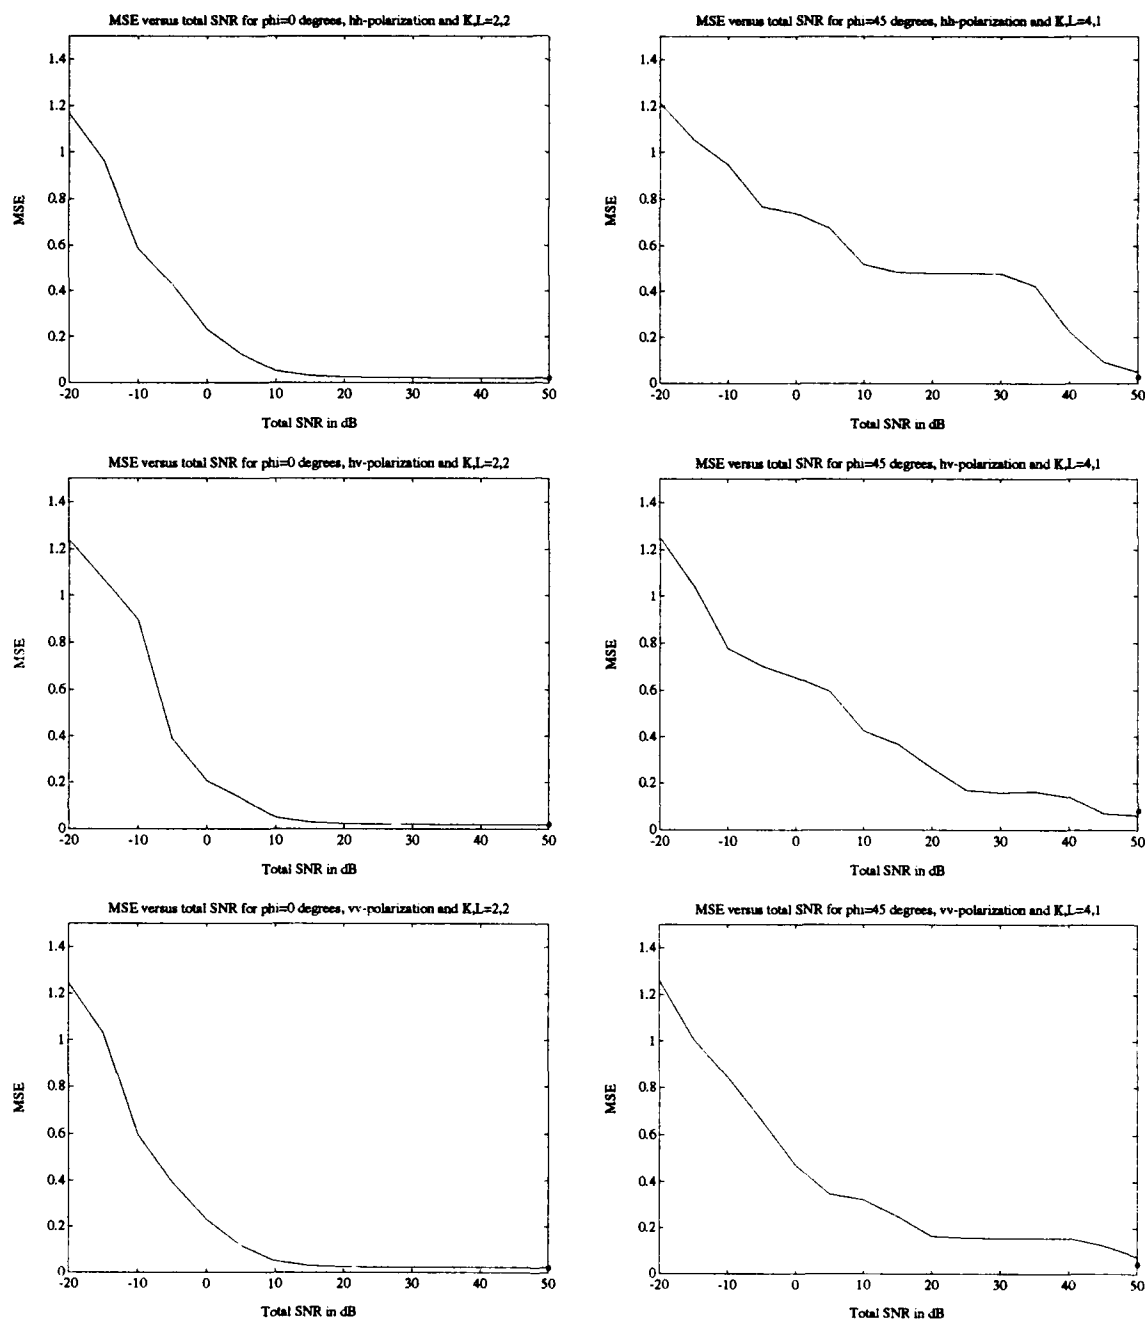 MSE versus total SNR for phi=0 degrees, hh-polarization and K,L=2,2
1.4
1.2
1
0.8
0.6
0.4
0.2
0
MSE
-20 -10 0 10 20 30 40 50
Total SNR in dB
MSE versus total SNR for phi=45 degrees, hh-polarization and K,L=4,1
1.4
1.2
1
0.8
0.6
0.4
0.2
0
MSE
-20 -10 0 10 20 30 40 50
Total SNR in dB
MSE versus total SNR for phi=0 degrees, hv-polarization and K,L=2,2
1.4
1.2
1
0.8
0.6
0.4
0.2
0
MSE
-20 -10 0 10 20 30 40 50
Total SNR in dB
MSE versus total SNR for phi=45 degrees, hv-polarization and K,L=4,1
1.4
1.2
1
0.8
0.6
0.4
0.2
0
MSE
-20 -10 0 10 20 30 40 50
Total SNR in dB
MSE versus total SNR for phi=0 degrees, vv-polarization and K,L=2,2
1.4
1.2
1
0.8
0.6
0.4
0.2
0
MSE
-20 -10 0 10 20 30 40 50
Total SNR in dB
MSE versus total SNR for phi=45 degrees, vv-polarization and K,L=4,1
1.4
1.2
1
0.8
0.6
0.4
0.2
0
MSE
-20 -10 0 10 20 30 40 50
Total SNR in dB